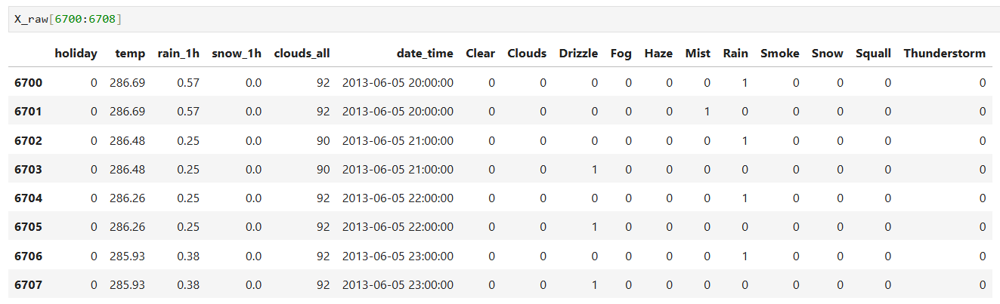 X_raw[6700:6708]
holiday temp rain_1h snow_1h clouds_all date_time Clear Clouds Drizzle Fog Haze Mist Rain Smoke Snow Squall Thunderstorm
6700 0 286.69 0.57 0.0 92 2013-06-05 20:00:00 0 0 0 0 0 0 1 0 0 0 0
6701 0 286.69 0.57 0.0 92 2013-06-05 20:00:00 0 0 0 0 0 1 0 0 0 0 0
6702 0 286.48 0.25 0.0 90 2013-06-05 21:00:00 0 0 0 0 0 0 1 0 0 0 0
6703 0 286.48 0.25 0.0 90 2013-06-05 21:00:00 0 0 1 0 0 0 0 0 0 0 0
6704 0 286.26 0.25 0.0 92 2013-06-05 22:00:00 0 0 0 0 0 0 1 0 0 0 0
6705 0 286.26 0.25 0.0 92 2013-06-05 22:00:00 0 0 1 0 0 0 0 0 0 0 0
6706 0 285.93 0.38 0.0 92 2013-06-05 23:00:00 0 0 0 0 0 0 1 0 0 0 0
6707 0 285.93 0.38 0.0 92 2013-06-05 23:00:00 0 0 1 0 0 0 0 0 0 0 0